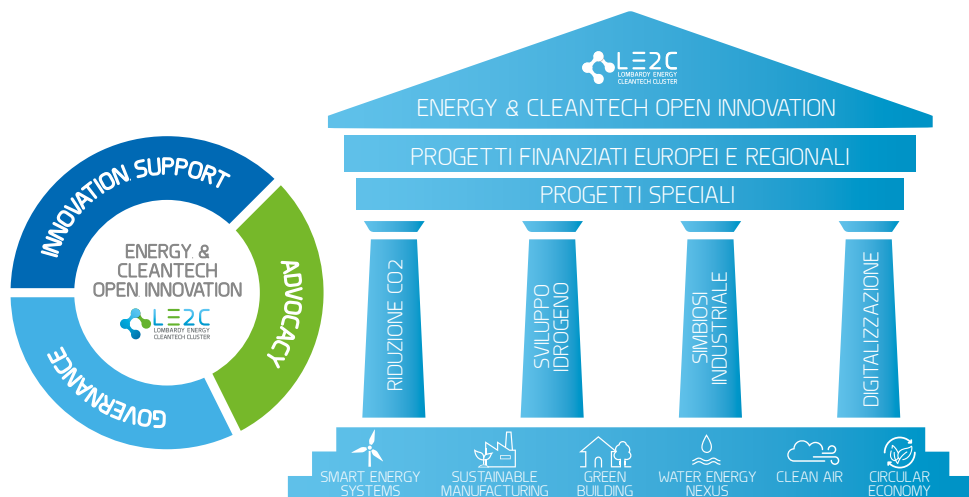 INNOVATION SUPPORT
ADVOCACY
GOVERNANCE
ENERGY &
CLEANTECH
OPEN INNOVATION
LE2C
LOMBARDY ENERGY
CLEANTECH CLUSTER
LE2C
LOMBARDY ENERGY
CLEANTECH CLUSTER
ENERGY & CLEANTECH OPEN INNOVATION
PROGETTI FINANZIATI EUROPEI E REGIONALI
PROGETTI SPECIALI
RIDUZIONE CO2
SVILUPPO
IDROGENO
SIMBIOSI
INDUSTRIALE
DIGITALIZZAZIONE
SMART ENERGY
SYSTEMS
SUSTAINABLE
MANUFACTURING
GREEN
BUILDING
WATER ENERGY
NEXUS
CLEAN AIR
CIRCULAR
ECONOMY